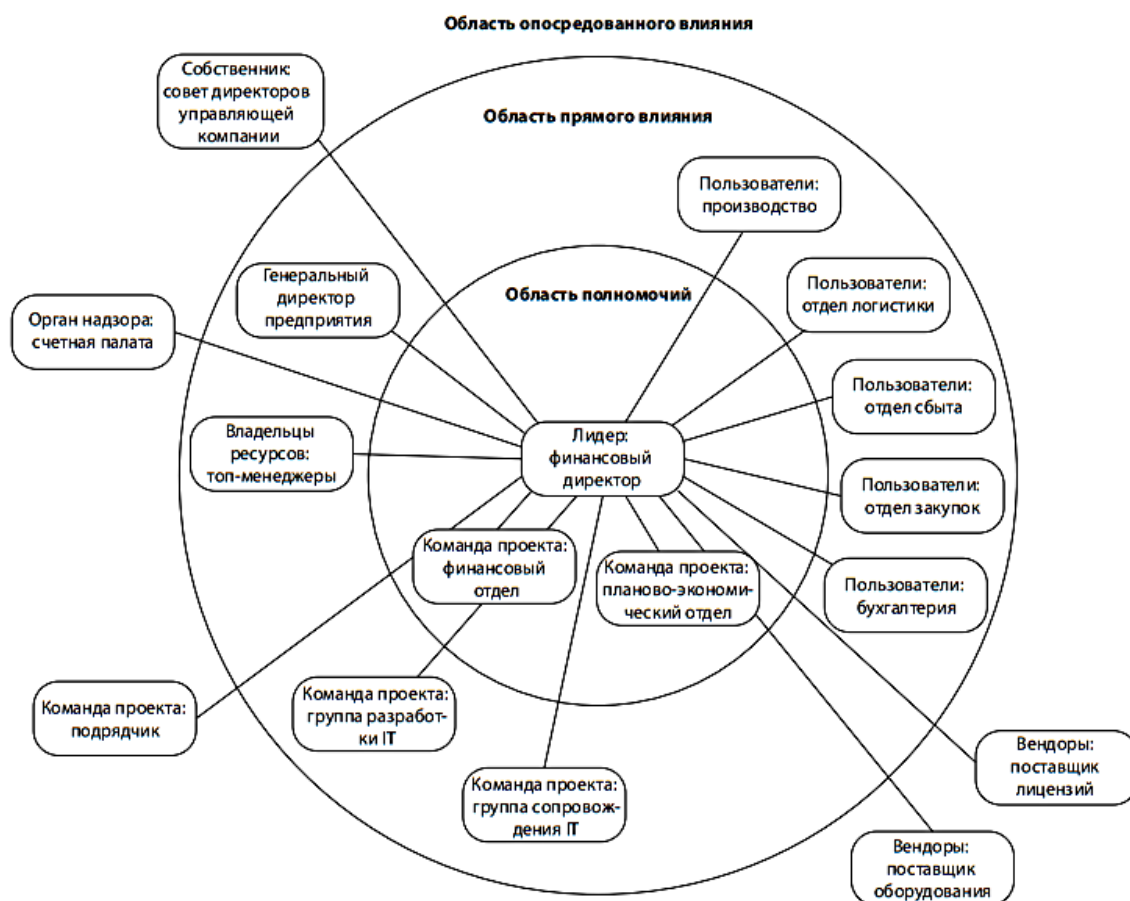 Область опосредованного влияния
Собственник:
совет директоров
управляющей
компании
Область прямого влияния
Пользователи:
производство
Генеральный
директор
предприятия
Область полномочий
Пользователи:
отдел логистики
Орган надзора:
счетная палата
Пользователи:
отдел сбыта
Владельцы
ресурсов:
топ-менеджеры
Лидер:
финансовый
директор
Пользователи:
отдел закупок
Команда проекта:
финансовый
отдел
Команда проекта:
планово-экономи-
ческий отдел
Пользователи:
бухгалтерия
Команда проекта:
подрядчик
Команда проекта:
группа разработ-
ки IT
Команда проекта:
группа сопровож-
дения IT
Вендоры:
поставщик
лицензий
Вендоры:
поставщик
оборудования